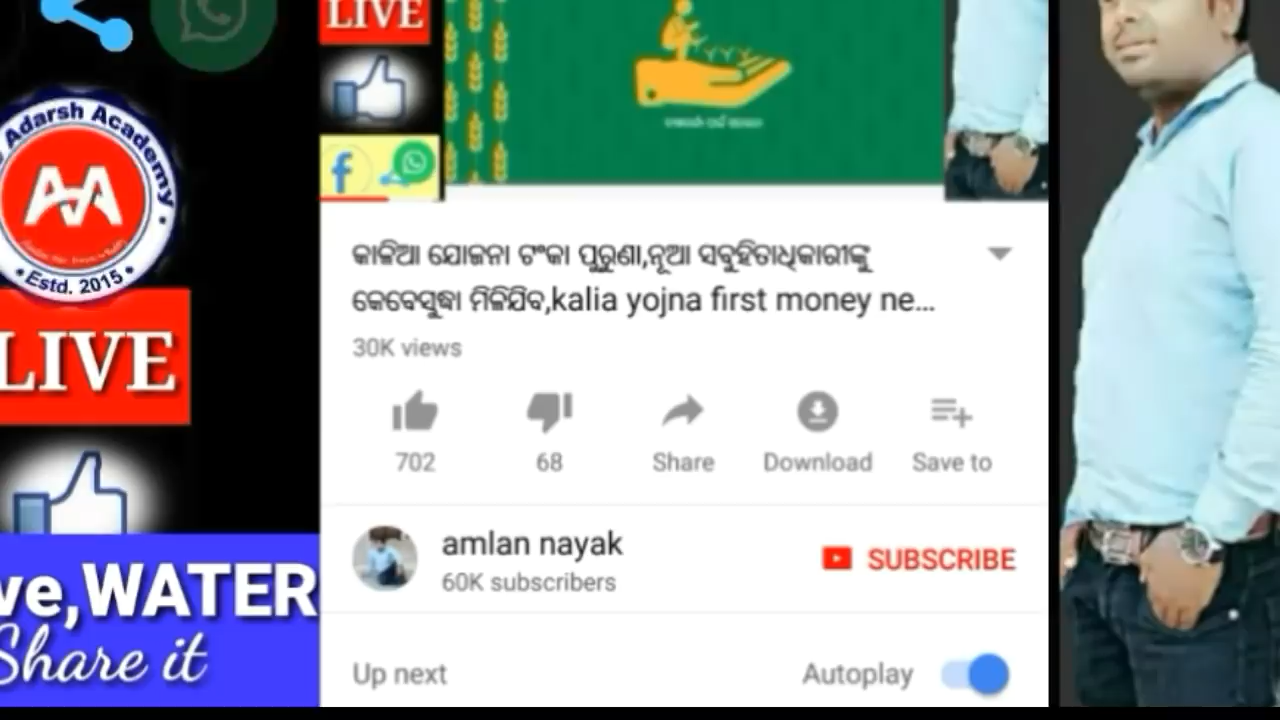 Adarsh Academy
AA
Estd. 2015
LIVE
ve,WATER
Share it
LIVE
କାଳିଆ ଯୋଜନା ଟଂକା ପୁରୁଣା,ନୂଆ ସବୁହିତାଧିକାରୀଙ୍କୁ
କେବେସୁଦ୍ଧା ମିଳିଯିବ,kalia yojna first money ne...
30K views
702
68
Share
Download
Save to
amlan nayak
60K subscribers
SUBSCRIBE
Up next
Autoplay